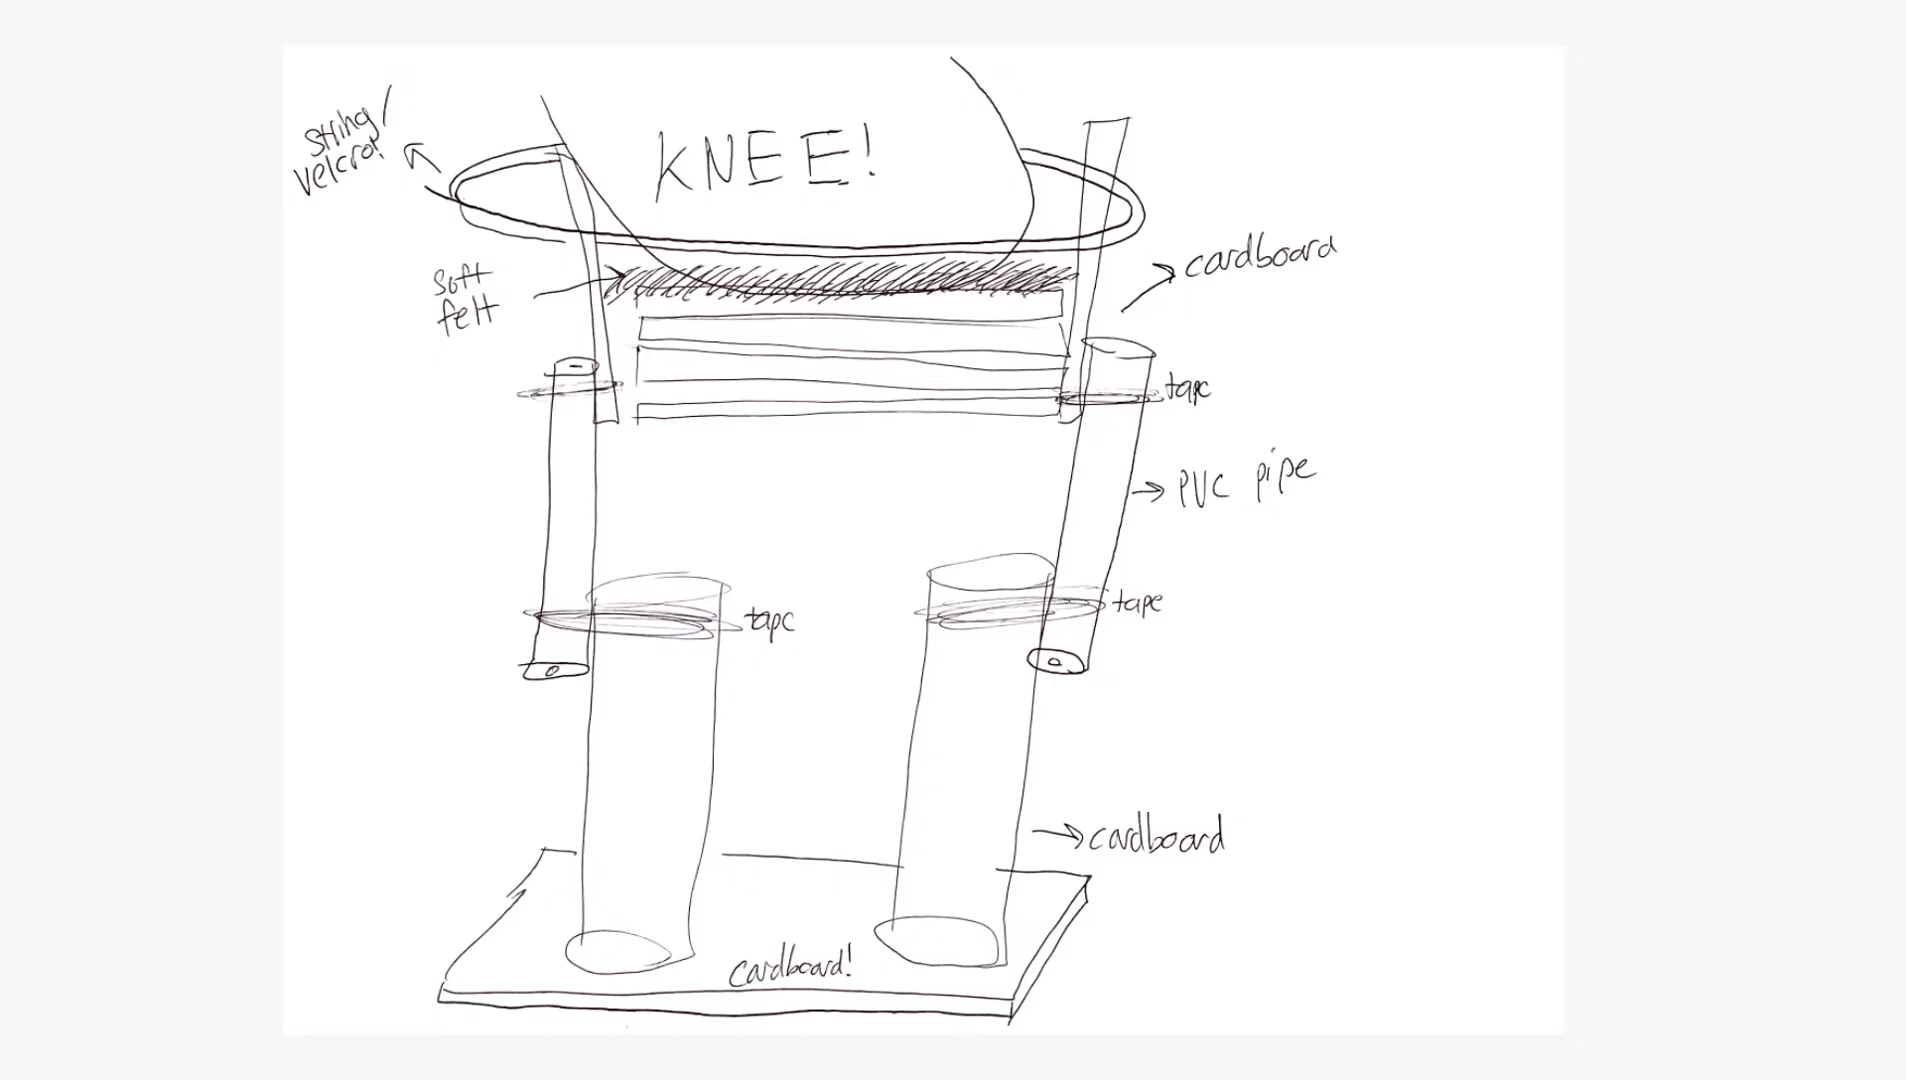 KNEE!
string/
velcro!
soft
felt
cardboard
tape
PVC pipe
tape
tape
cardboard
cardboard!